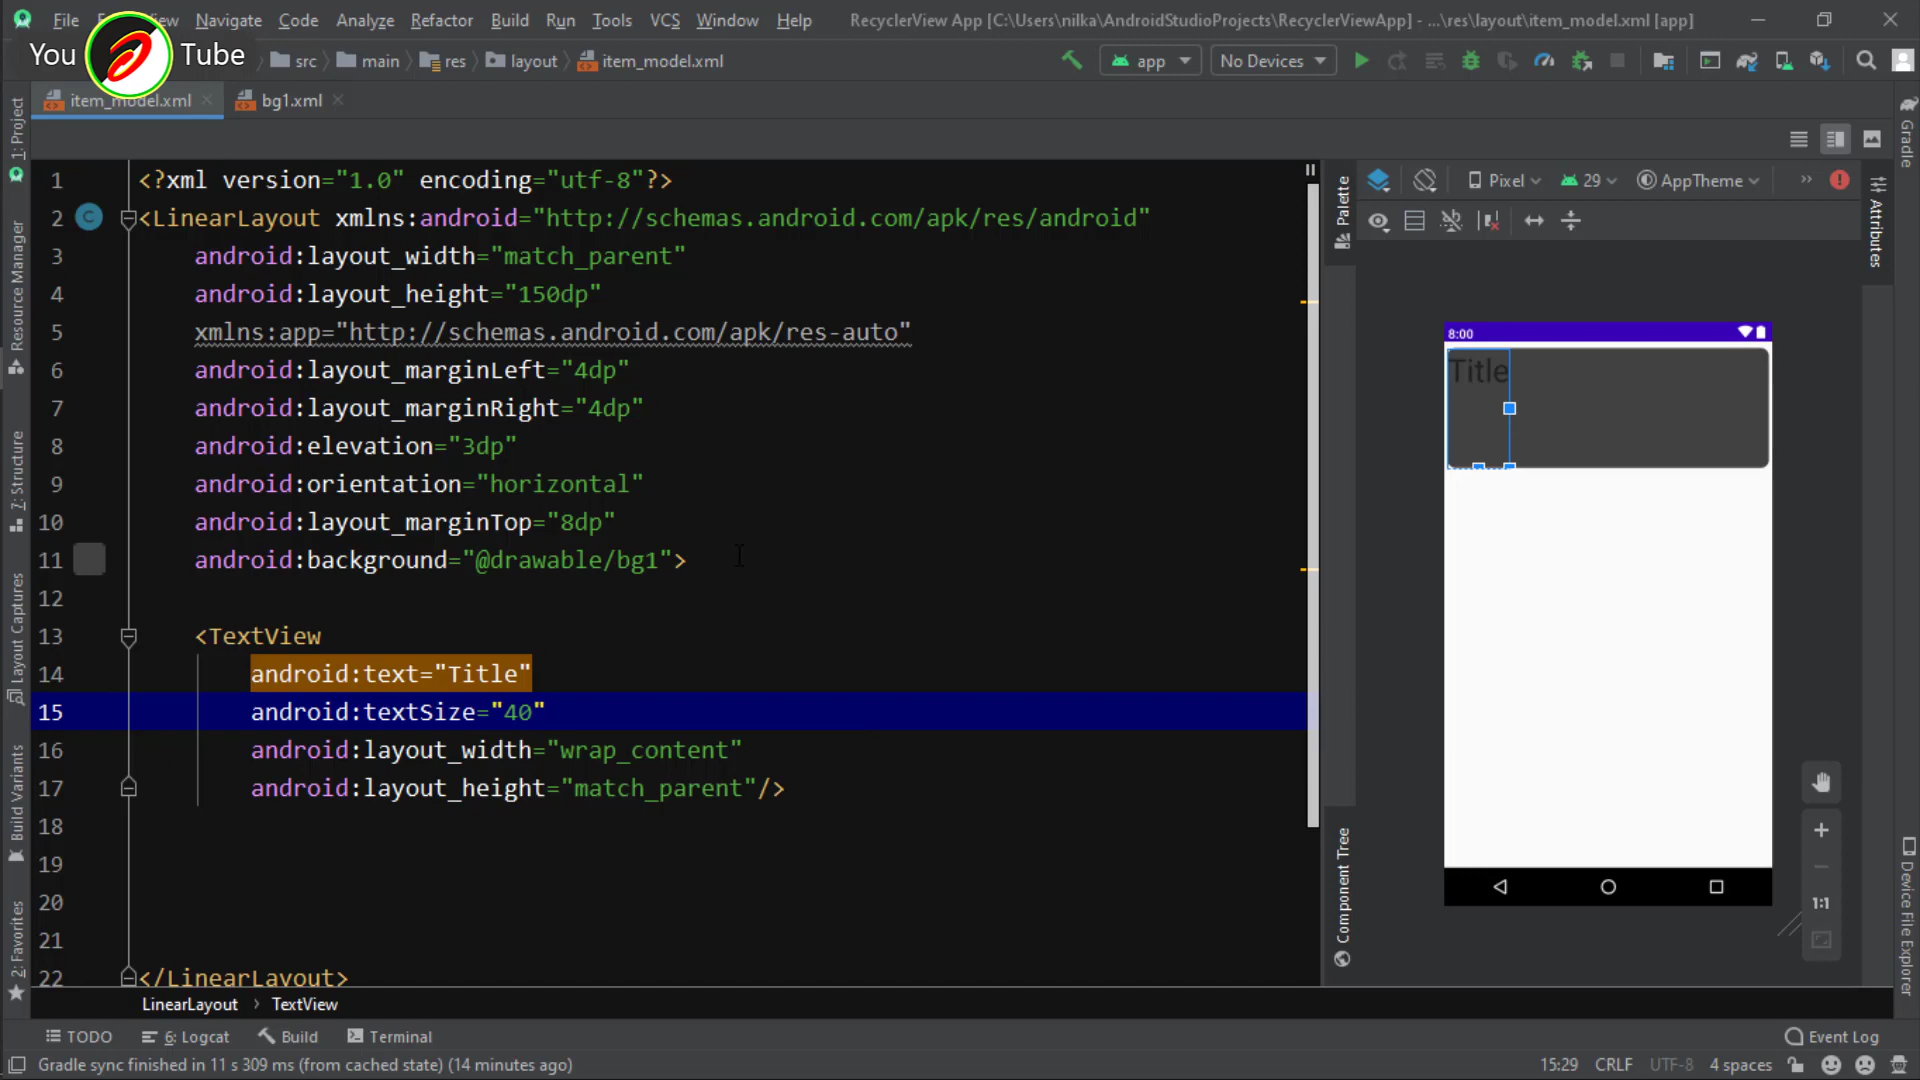 File Edit View Navigate Code Analyze Refactor Build Run Tools VCS Window Help RecyclerView App [C:\Users\nilka\AndroidStudioProjects\RecyclerViewApp] - ...\res\layout\item_model.xml [app]
You Tube
src main res layout item_model.xml app No Devices
item_model.xml bg1.xml
1 <?xml version="1.0" encoding="utf-8"?>
2 <LinearLayout xmlns:android="http://schemas.android.com/apk/res/android"
3 android:layout_width="match_parent"
4 android:layout_height="150dp"
5 xmlns:app="http://schemas.android.com/apk/res-auto"
6 android:layout_marginLeft="4dp"
7 android:layout_marginRight="4dp"
8 android:elevation="3dp"
9 android:orientation="horizontal"
10 android:layout_marginTop="8dp"
11 android:background="@drawable/bg1">
12
13 <TextView
14 android:text="Title"
15 android:textSize="40"
16 android:layout_width="wrap_content"
17 android:layout_height="match_parent"/>
18
19
20
21
22 </LinearLayout>
LinearLayout › TextView
1: Project
Resource Manager
7: Structure
Layout Captures
Build Variants
2: Favorites
Palette
Component Tree
Pixel 29 AppTheme »
8:00
Title
1:1
Attributes
Gradle
Device File Explorer
TODO 6: Logcat Build Terminal Event Log
Gradle sync finished in 11 s 309 ms (from cached state) (14 minutes ago) 15:29 CRLF UTF-8 4 spaces